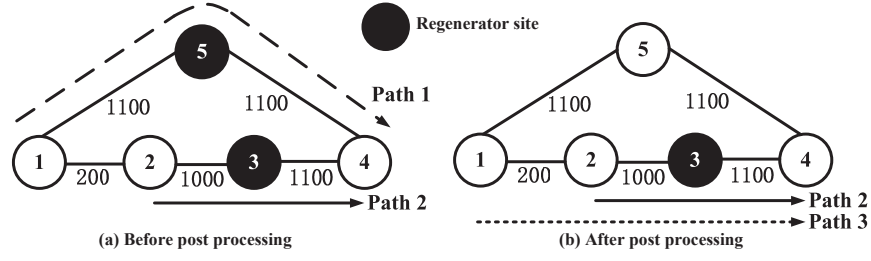 Regenerator site
5
1100
1100
Path 1
1
2
3
4
200
1000
1100
Path 2
(a) Before post processing
5
1100
1100
1
2
3
4
200
1000
1100
Path 2
Path 3
(b) After post processing